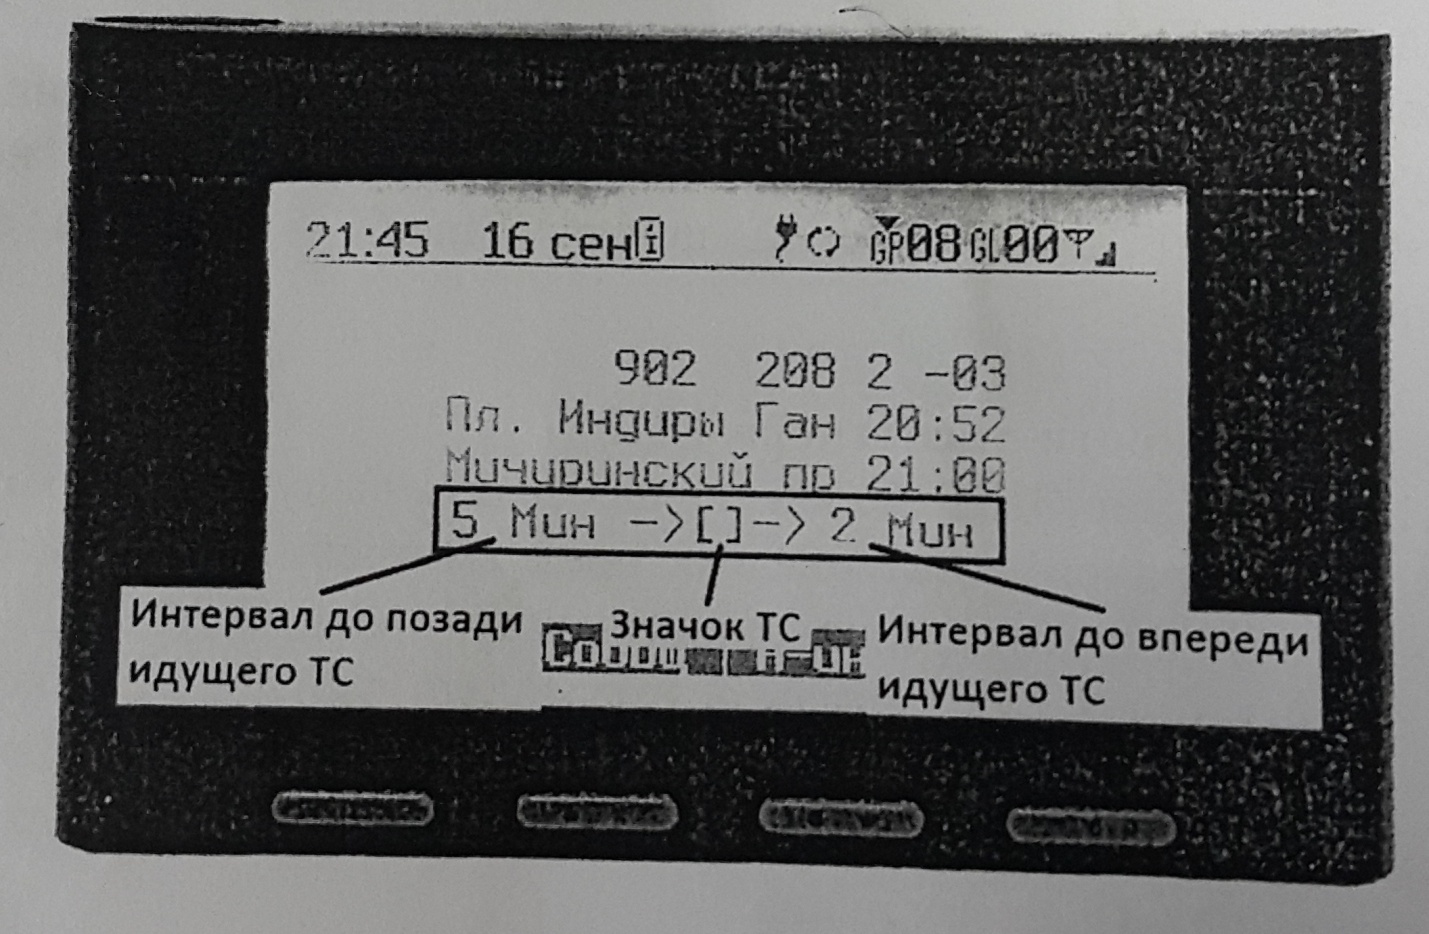 21:45 16 сен i GP08 GL00
902 208 2 -03
Пл. Индиры Ган 20:52
Мичуринский пр 21:00
5 Мин ->[]-> 2 Мин
Интервал до позади
идущего ТС
Значок ТС
Интервал до впереди
идущего ТС